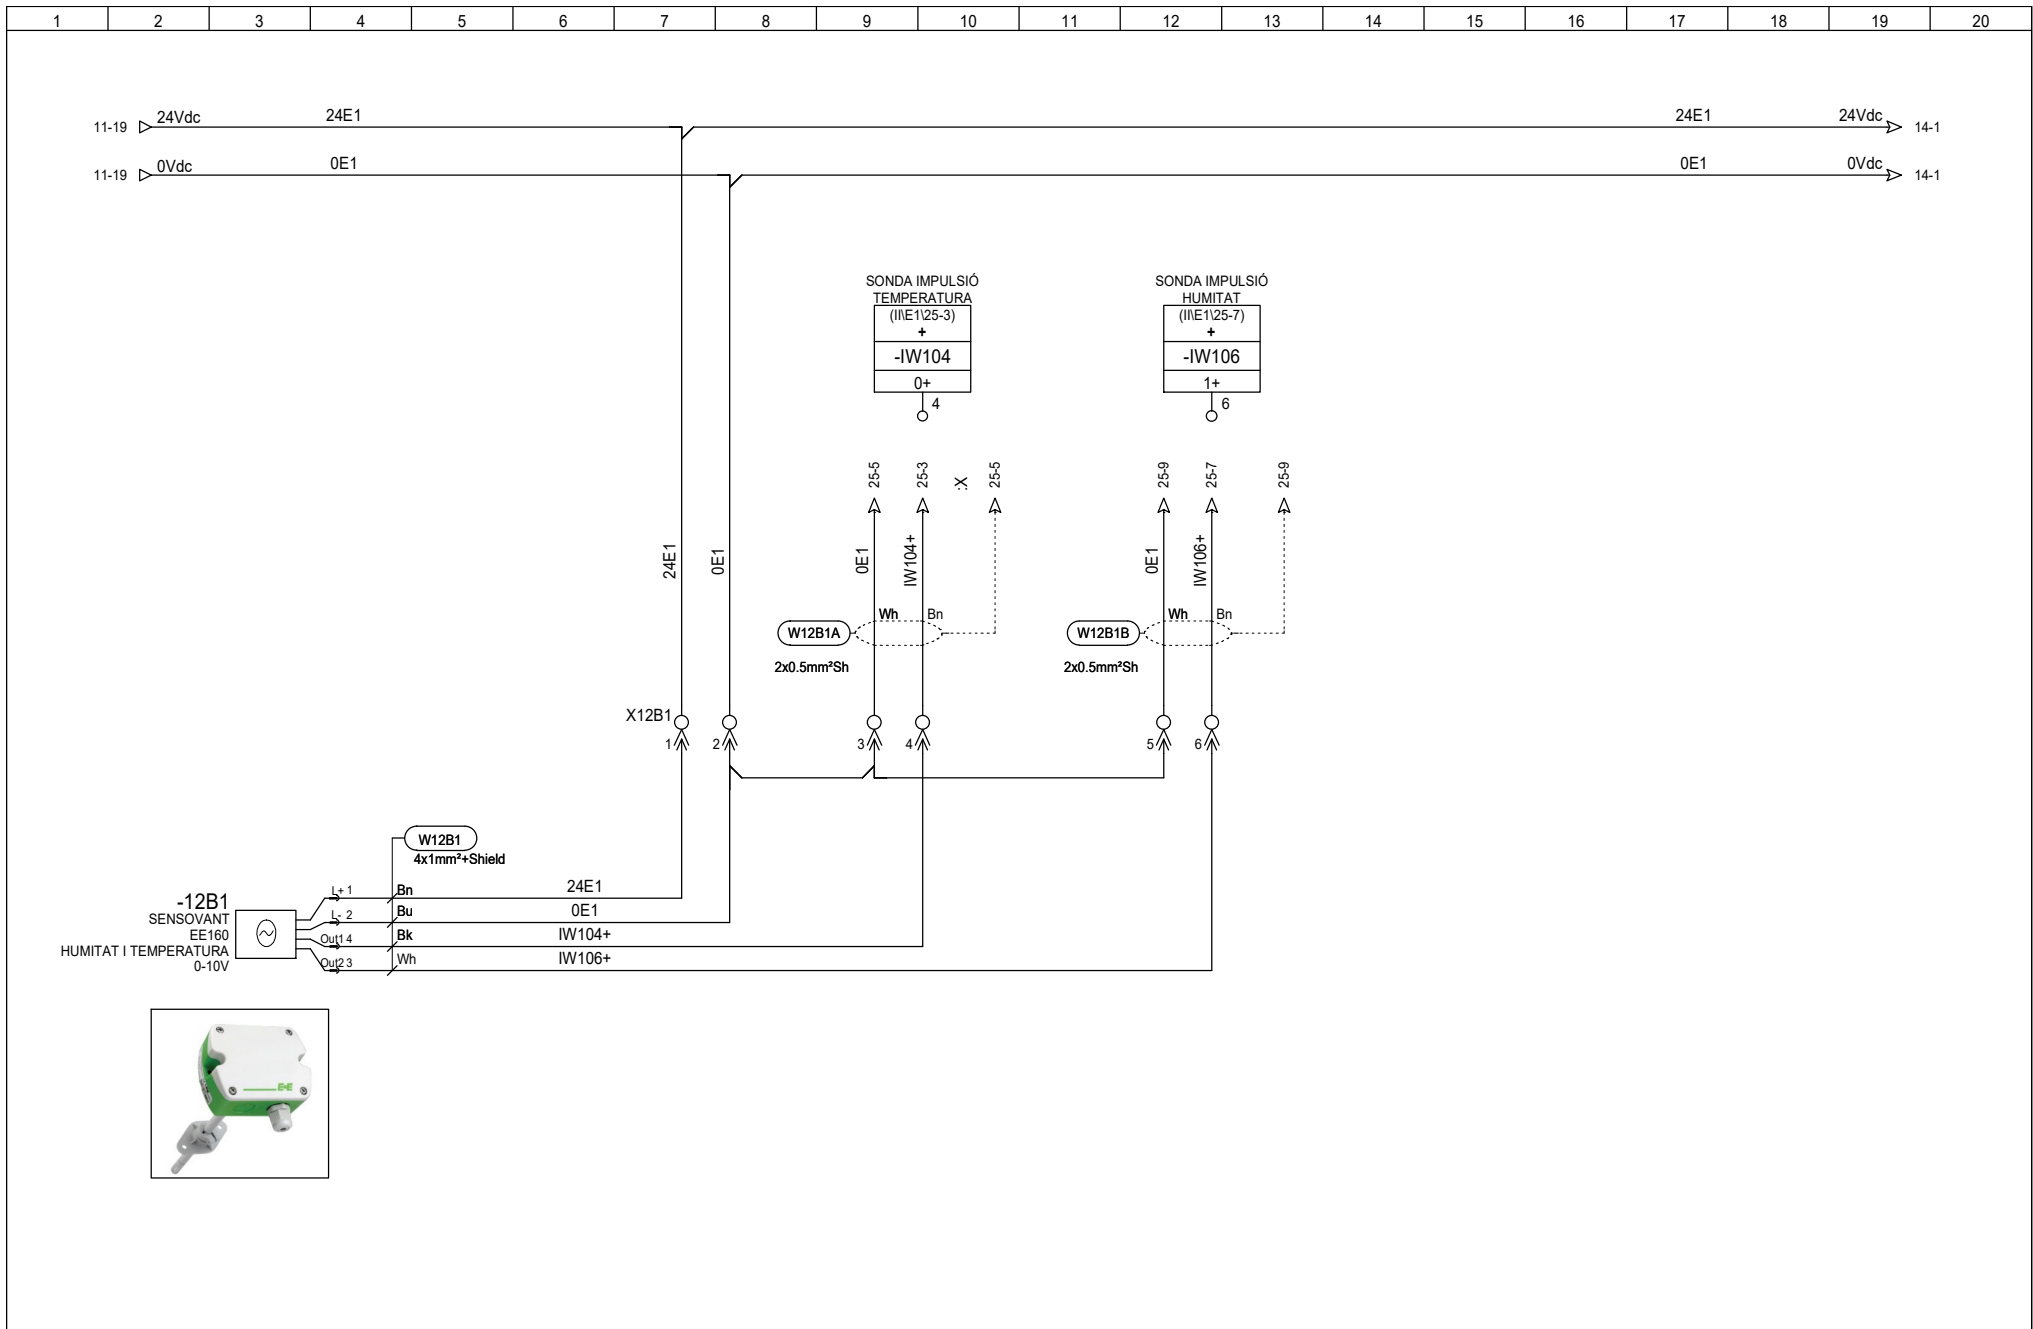 1 2 3 4 5 6 7 8 9 10 11 12 13 14 15 16 17 18 19 20
11-19 24Vdc 24E1 24E1 24Vdc 14-1
11-19 0Vdc 0E1 0E1 0Vdc 14-1
SONDA IMPULSIÓ
TEMPERATURA
(II\E1\25-3)
+
-IW104
0+
4
SONDA IMPULSIÓ
HUMITAT
(II\E1\25-7)
+
-IW106
1+
6
25-5 25-3 :X 25-5 25-9 25-7 25-9
24E1 0E1 0E1 IW104+ 0E1 IW106+
Wh Bn Wh Bn
W12B1A W12B1B
2x0.5mm²Sh 2x0.5mm²Sh
X12B1
1 2 3 4 5 6
W12B1
4x1mm²+Shield
-12B1
SENSOVANT
EE160
HUMITAT I TEMPERATURA
0-10V
L+ 1 Bn 24E1
L- 2 Bu 0E1
Out1 4 Bk IW104+
Out2 3 Wh IW106+
E+E